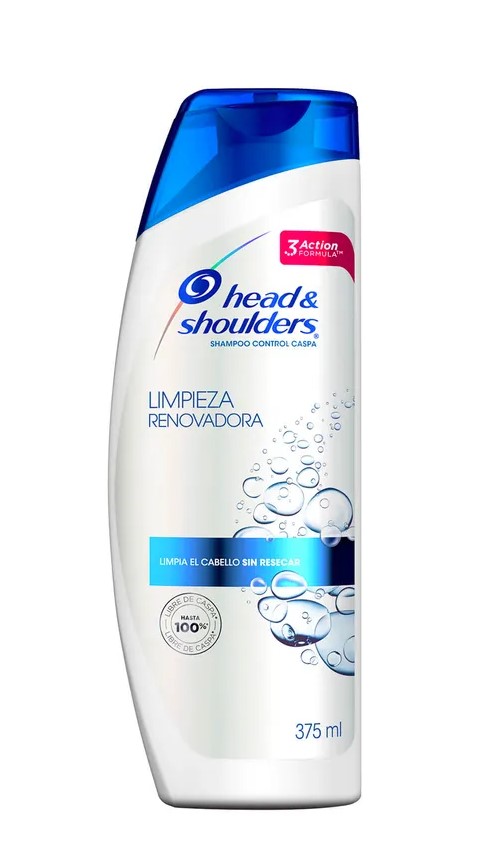 3 Action
FORMULA™
head &
shoulders®
SHAMPOO CONTROL CASPA
LIMPIEZA
RENOVADORA
LIMPIA EL CABELLO SIN RESECAR
LIBRE DE CASPA*
HASTA
100%*
LIBRE DE CASPA*
375 ml